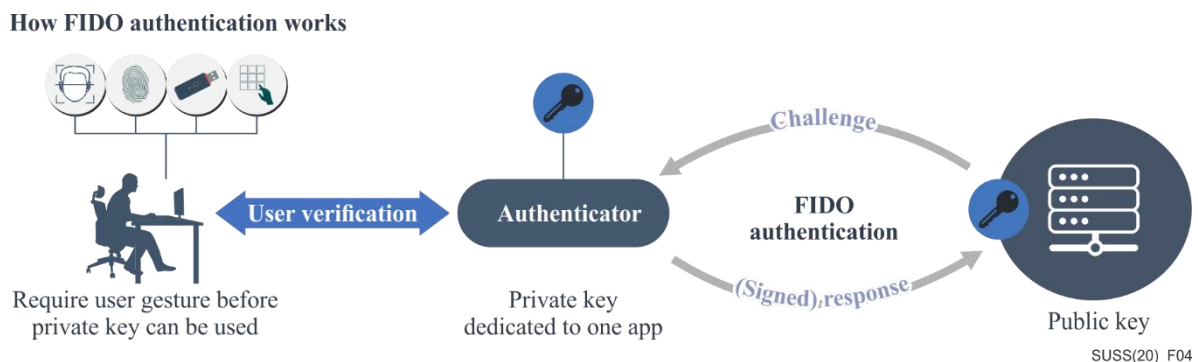 How FIDO authentication works
User verification
Authenticator
Challenge
FIDO
authentication
(Signed) response
Require user gesture before
private key can be used
Private key
dedicated to one app
Public key
SUSS(20)_F04